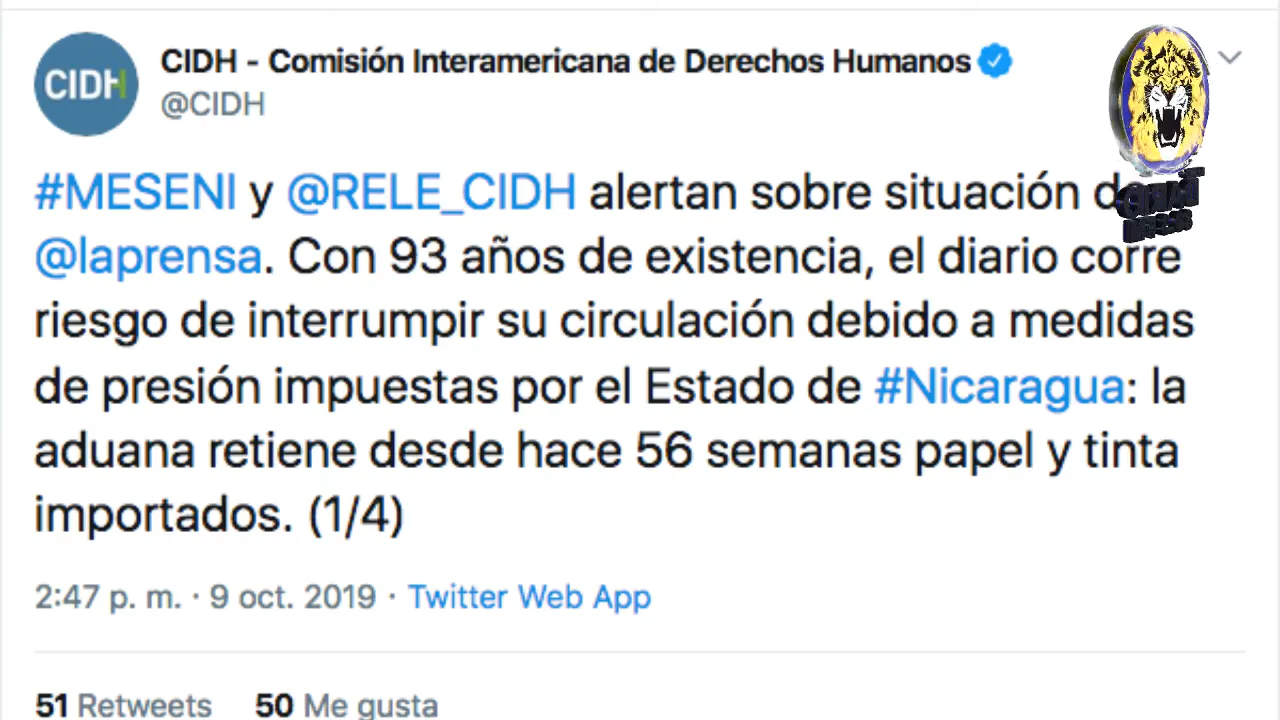 CIDH
CIDH - Comisión Interamericana de Derechos Humanos
@CIDH
#MESENI y @RELE_CIDH alertan sobre situación de
@laprensa. Con 93 años de existencia, el diario corre
riesgo de interrumpir su circulación debido a medidas
de presión impuestas por el Estado de #Nicaragua: la
aduana retiene desde hace 56 semanas papel y tinta
importados. (1/4)
2:47 p. m. · 9 oct. 2019 · Twitter Web App
51 Retweets 50 Me gusta